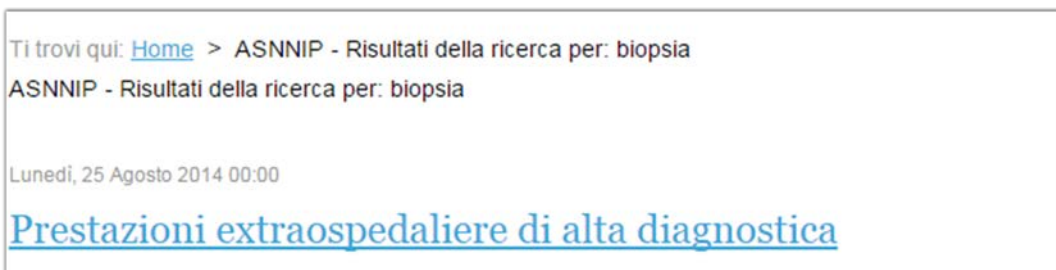 Ti trovi qui: Home > ASNNIP - Risultati della ricerca per: biopsia
ASNNIP - Risultati della ricerca per: biopsia
Lunedì, 25 Agosto 2014 00:00
Prestazioni extraospedaliere di alta diagnostica